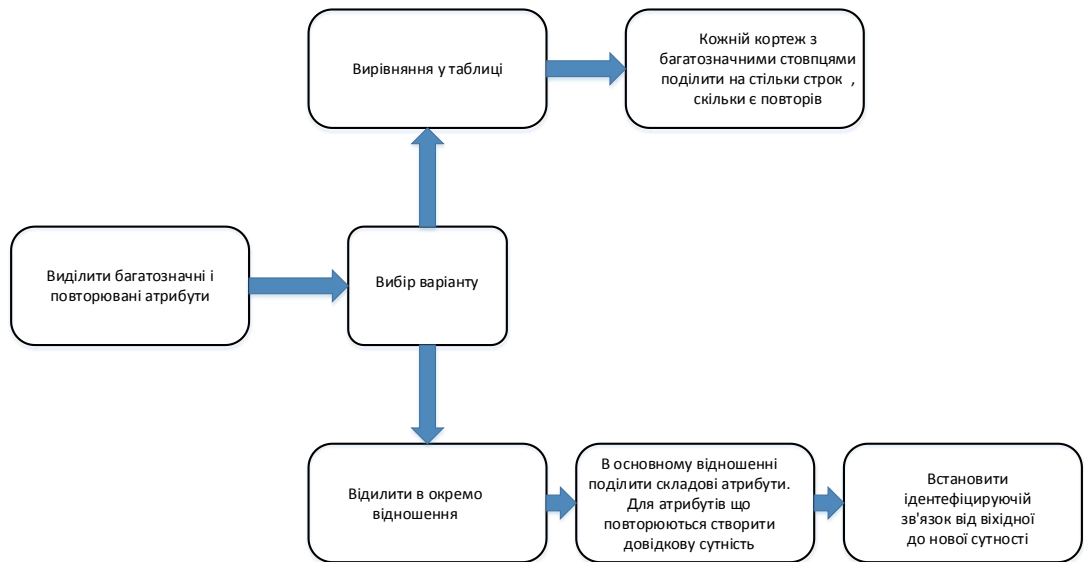 Вирівняння у таблиці
Кожній кортеж з
багатозначними стовпцями
поділити на стільки строк ,
скільки є повторів
Виділити багатозначні і
повторювані атрибути
Вибір варіанту
Відилити в окремо
відношення
В основному відношенні
поділити складові атрибути.
Для атрибутів що
повторюються створити
довідкову сутність
Встановити
ідентефіцируючій
зв'язок від віхідної
до нової сутності